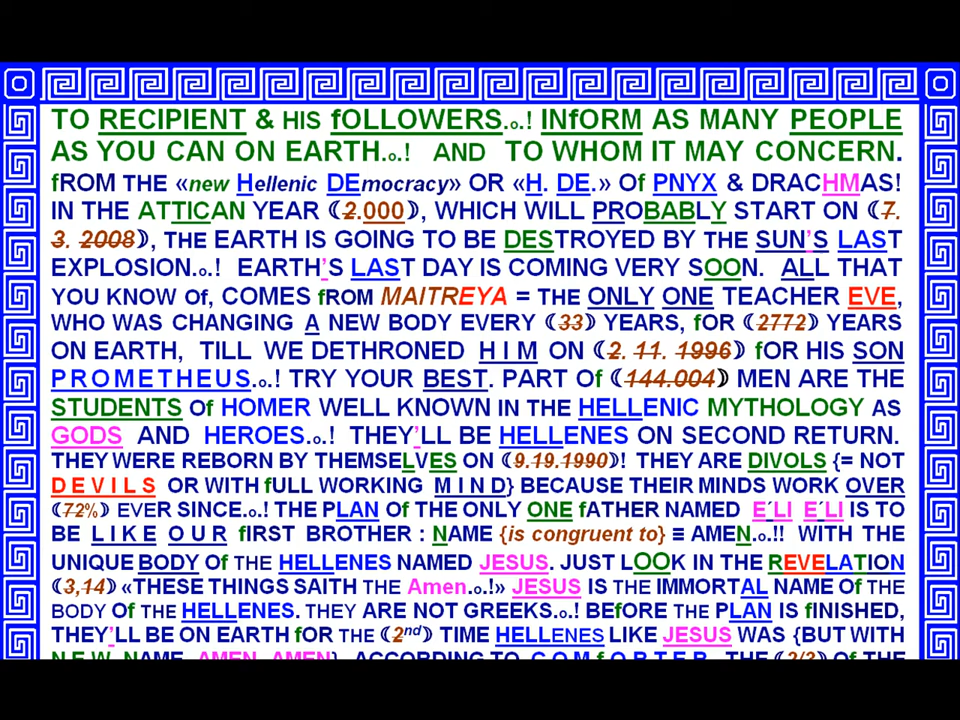 TO RECIPIENT & HIS fOLLOWERS.o.! INfORM AS MANY PEOPLE
AS YOU CAN ON EARTH.o.! AND TO WHOM IT MAY CONCERN.
fROM THE «new Hellenic DEmocracy» OR «H. DE.» Of PNYX & DRACHMAS!
IN THE ATTICAN YEAR ☾2.000☽, WHICH WILL PROBABLY START ON ☾7.
3. 2008☽, THE EARTH IS GOING TO BE DESTROYED BY THE SUN'S LAST
EXPLOSION.o.! EARTH'S LAST DAY IS COMING VERY SOON. ALL THAT
YOU KNOW Of, COMES fROM MAITREYA = THE ONLY ONE TEACHER EVE,
WHO WAS CHANGING A NEW BODY EVERY ☾33☽ YEARS, fOR ☾2772☽ YEARS
ON EARTH, TILL WE DETHRONED HIM ON ☾2. 11. 1996☽ fOR HIS SON
PROMETHEUS.o.! TRY YOUR BEST. PART Of ☾144.004☽ MEN ARE THE
STUDENTS Of HOMER WELL KNOWN IN THE HELLENIC MYTHOLOGY AS
GODS AND HEROES.o.! THEY'LL BE HELLENES ON SECOND RETURN.
THEY WERE REBORN BY THEMSELVES ON ☾9.19.1990☽! THEY ARE DIVOLS {= NOT
DEVILS OR WITH fULL WORKING MIND} BECAUSE THEIR MINDS WORK OVER
☾72%☽ EVER SINCE.o.! THE PLAN Of THE ONLY ONE fATHER NAMED E´LI E´LI IS TO
BE LIKE OUR fIRST BROTHER : NAME {is congruent to} ≡ AMEN.o.!! WITH THE
UNIQUE BODY Of THE HELLENES NAMED JESUS. JUST LOOK IN THE REVELATION
☾3,14☽ «THESE THINGS SAITH THE Amen.o.!» JESUS IS THE IMMORTAL NAME Of THE
BODY Of THE HELLENES. THEY ARE NOT GREEKS.o.! BEfORE THE PLAN IS fINISHED,
THEY'LL BE ON EARTH fOR THE ☾2nd☽ TIME HELLENES LIKE JESUS WAS {BUT WITH
NEW NAME AMEN AMEN}, ACCORDING TO COMfORTER, THE ☾2/3☽ Of THE